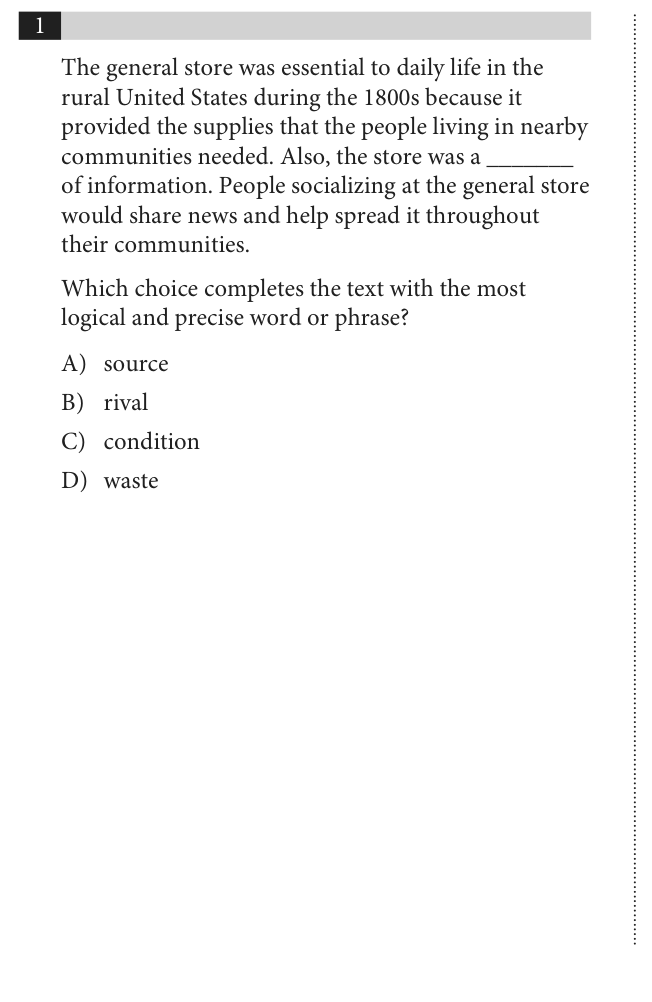 1
The general store was essential to daily life in the
rural United States during the 1800s because it
provided the supplies that the people living in nearby
communities needed. Also, the store was a _______
of information. People socializing at the general store
would share news and help spread it throughout
their communities.
Which choice completes the text with the most
logical and precise word or phrase?
A) source
B) rival
C) condition
D) waste